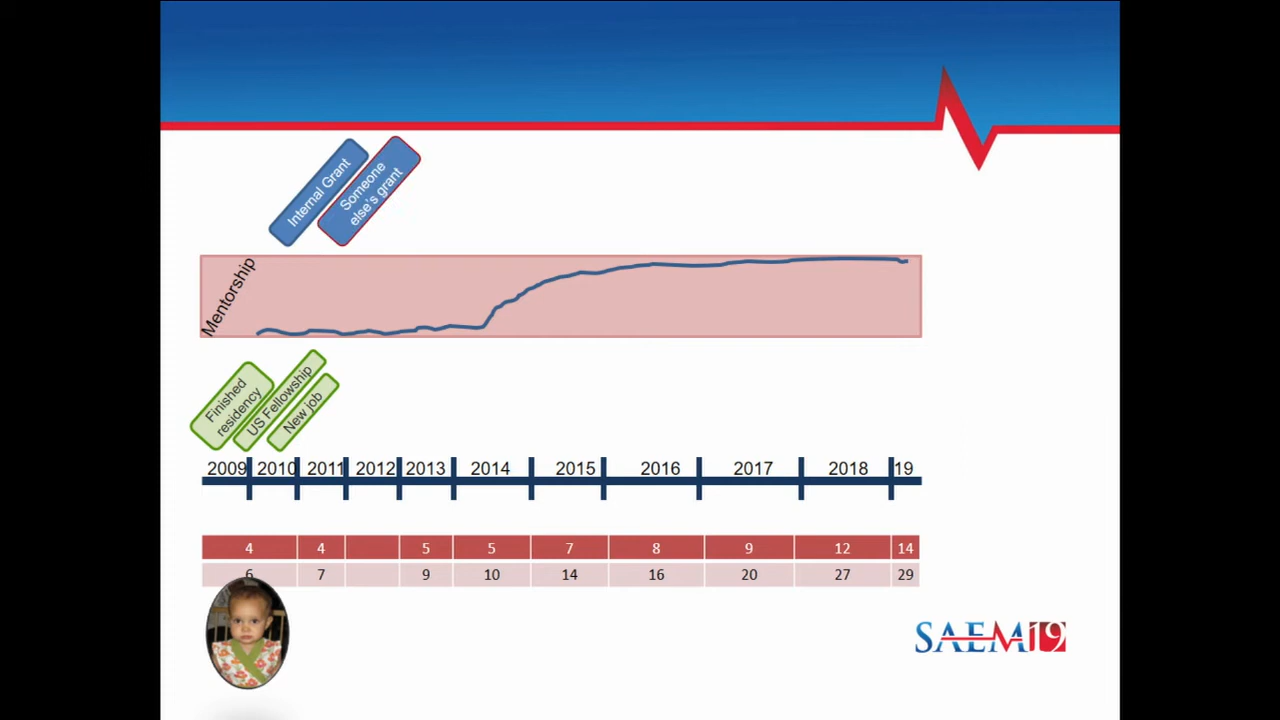 Internal Grant
Someone
else's grant
Mentorship
Finished
residency
US Fellowship
New job
2009 2010 2011 2012 2013 2014 2015 2016 2017 2018 19
4 4 5 5 7 8 9 12 14
6 7 9 10 14 16 20 27 29
SAEM19